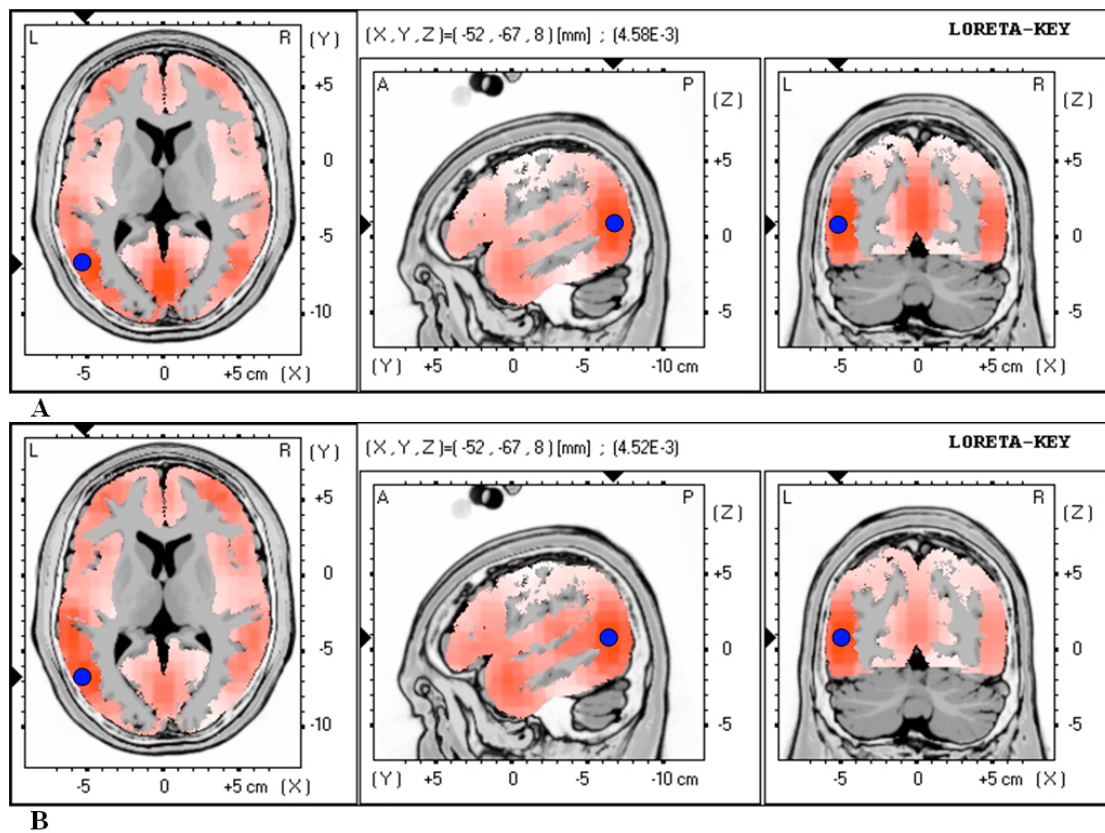 (X,Y,Z)=(-52,-67,8)[mm] ; (4.58E-3) LORETA-KEY
L R (Y)
+5
0
-5
-10
-5 0 +5 cm (X)
A P (Z)
+5
0
-5
(Y) +5 0 -5 -10 cm
L R (Z)
+5
0
-5
-5 0 +5 cm (X)
A
(X,Y,Z)=(-52,-67,8)[mm] ; (4.52E-3) LORETA-KEY
L R (Y)
+5
0
-5
-10
-5 0 +5 cm (X)
A P (Z)
+5
0
-5
(Y) +5 0 -5 -10 cm
L R (Z)
+5
0
-5
-5 0 +5 cm (X)
B